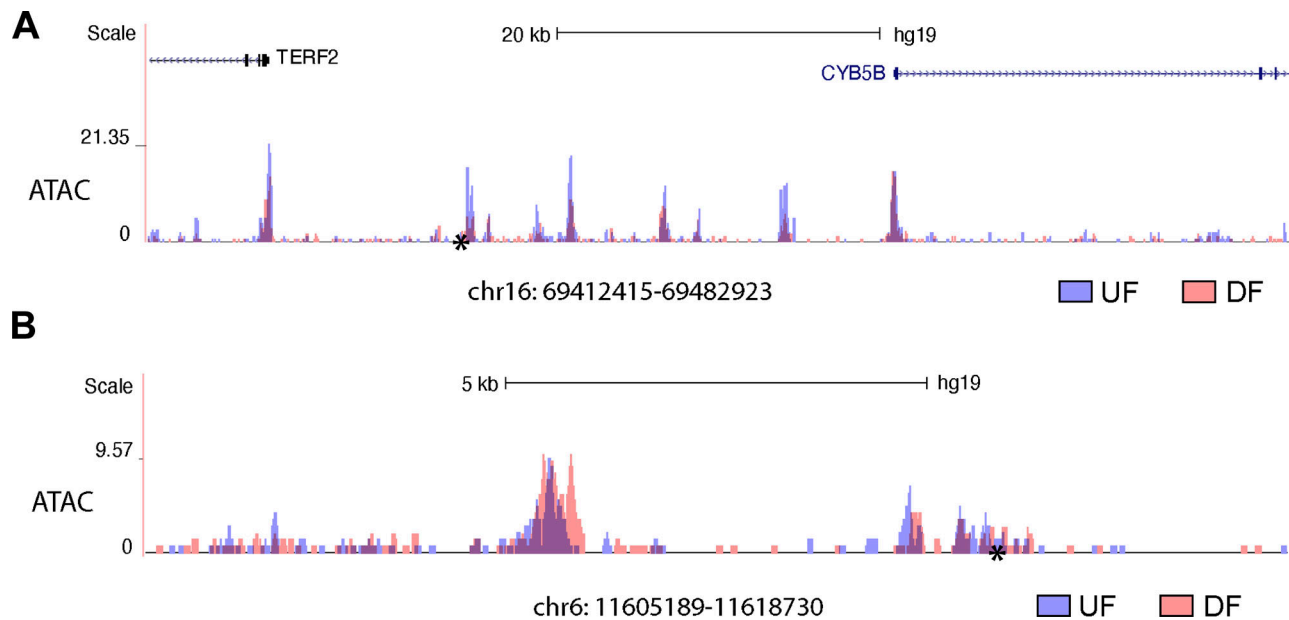 A
Scale
20 kb
hg19
TERF2
CYB5B
21.35
ATAC
0
*
chr16: 69412415-69482923
UF
DF
B
Scale
5 kb
hg19
9.57
ATAC
0
*
chr6: 11605189-11618730
UF
DF